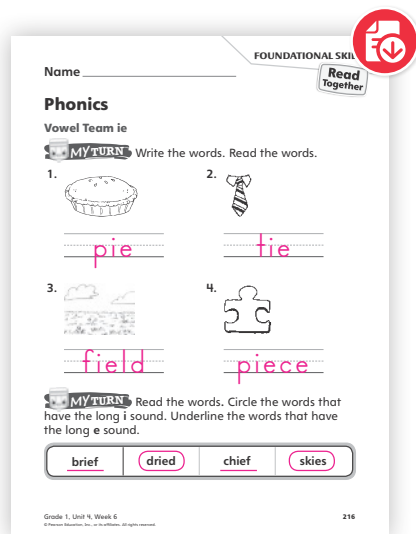 FOUNDATIONAL SKI
Name
Read
Together
Phonics
Vowel Team ie
MY TURN Write the words. Read the words.
1.
2.
pie
tie
3.
4.
field
piece
MY TURN Read the words. Circle the words that
have the long i sound. Underline the words that have
the long e sound.
brief dried chief skies
Grade 1, Unit 4, Week 6
216
© Pearson Education, Inc., or its affiliates. All rights reserved.